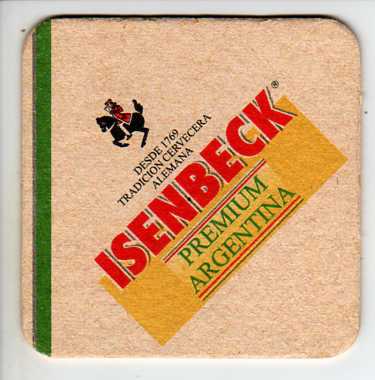 DESDE 1769
TRADICION CERVECERA
ALEMANA
ISENBECK®
PREMIUM
ARGENTINA